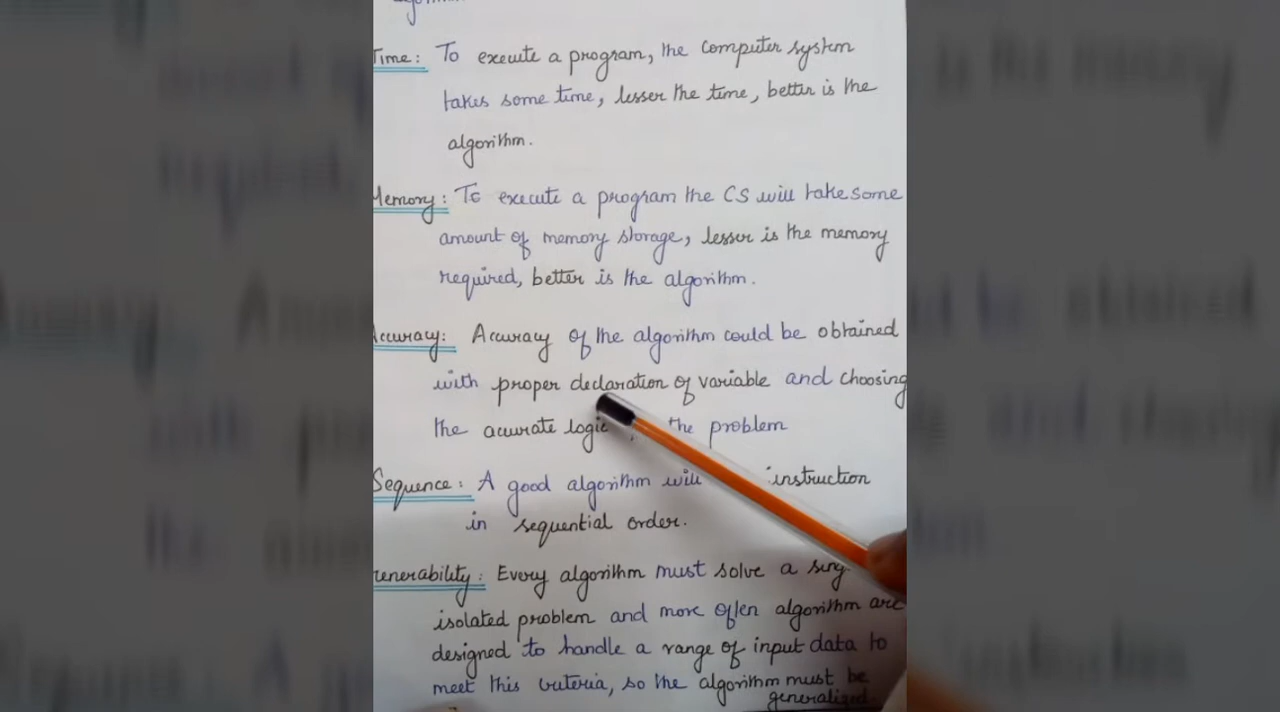 Time: To execute a program, the computer system
takes some time, lesser the time, better is the
algorithm.
Memory: To execute a program the CS will take some
amount of memory storage, lesser is the memory
required, better is the algorithm.
Accuracy: Accuracy of the algorithm could be obtained
with proper declaration of variable and choosing
the accurate logic the problem
Sequence: A good algorithm will instruction
in sequential order.
enerability: Every algorithm must solve a
isolated problem and more often algorithm are
designed to handle a range of input data to
meet this criteria, so the algorithm must be
generalized.